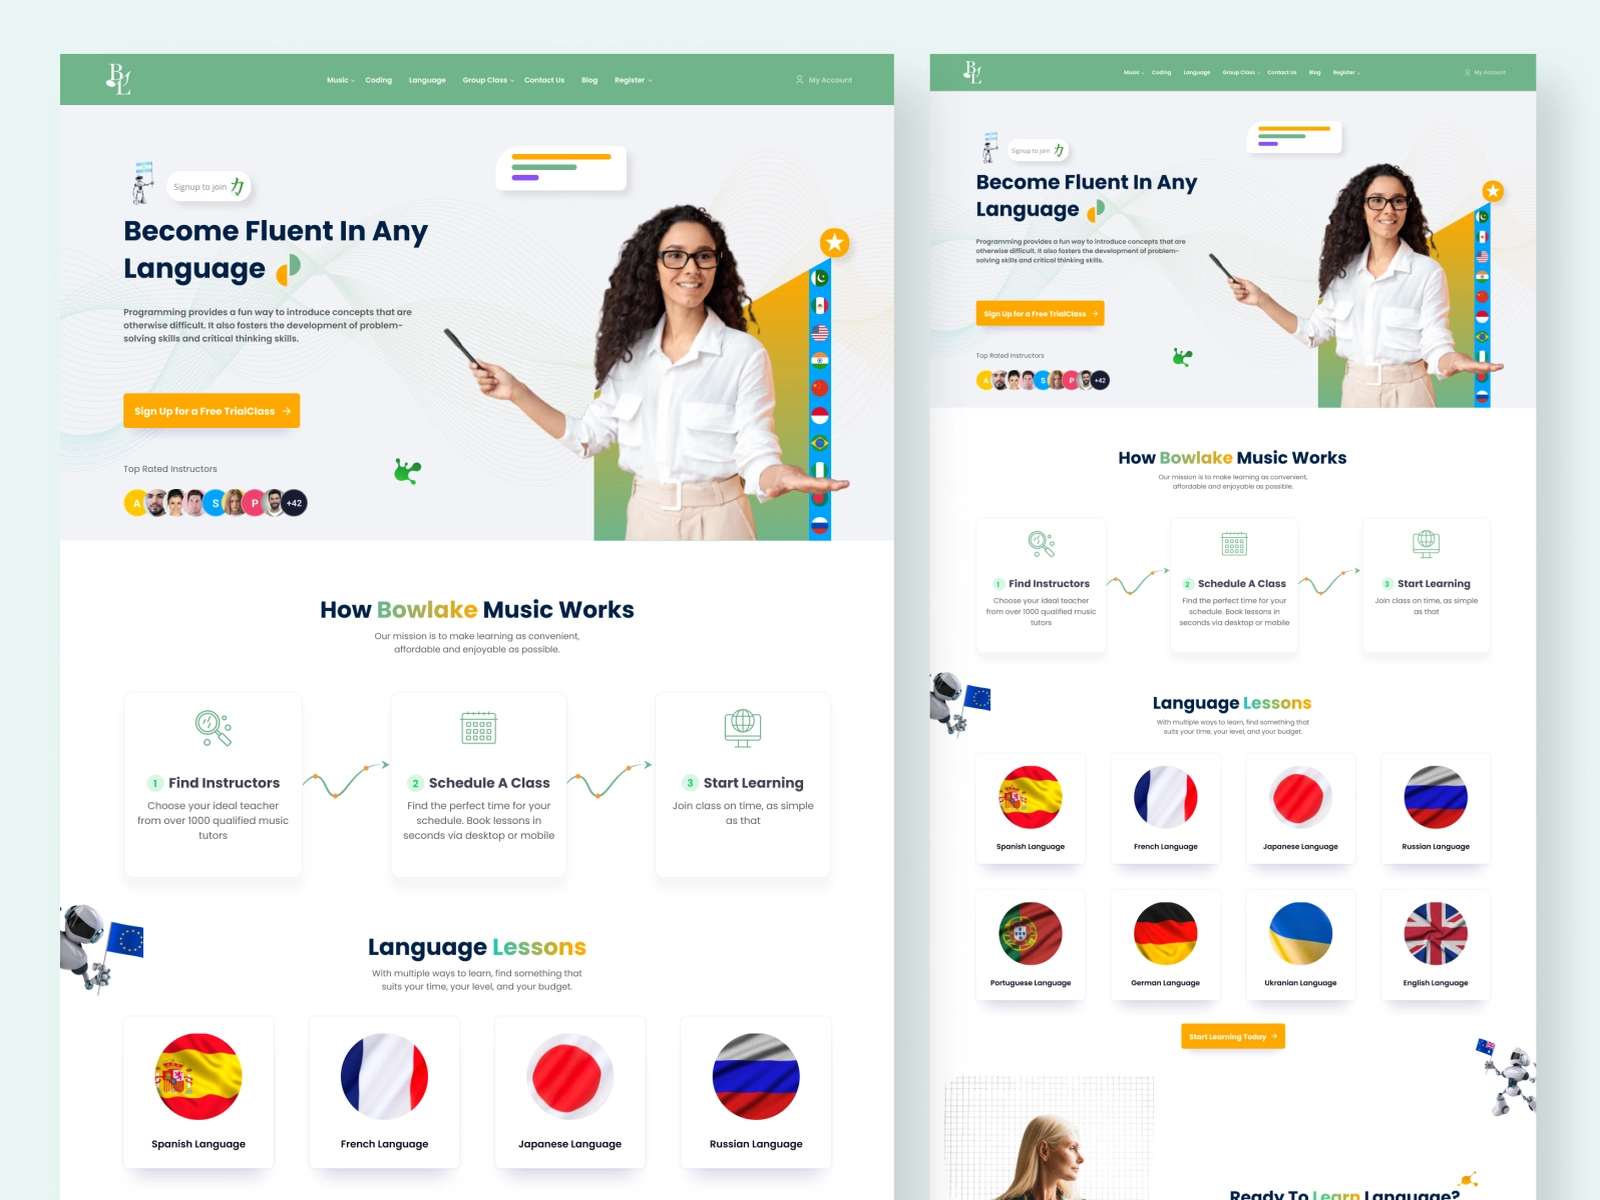 BL
Music
Coding
Language
Group Class
Contact Us
Blog
Register
My Account
Signup to join
力
Become Fluent In Any
Language
Programming provides a fun way to introduce concepts that are
otherwise difficult. It also fosters the development of problem-
solving skills and critical thinking skills.
Sign Up for a Free TrialClass →
Top Rated Instructors
A
S
P
+42
How Bowlake Music Works
Our mission is to make learning as convenient,
affordable and enjoyable as possible.
1 Find Instructors
Choose your ideal teacher
from over 1000 qualified music
tutors
2 Schedule A Class
Find the perfect time for your
schedule. Book lessons in
seconds via desktop or mobile
3 Start Learning
Join class on time, as simple
as that
Language Lessons
With multiple ways to learn, find something that
suits your time, your level, and your budget.
Spanish Language
French Language
Japanese Language
Russian Language
BL
Music
Coding
Language
Group Class
Contact Us
Blog
Register
My Account
Signup to join
力
Become Fluent In Any
Language
Programming provides a fun way to introduce concepts that are
otherwise difficult. It also fosters the development of problem-
solving skills and critical thinking skills.
Sign Up for a Free TrialClass →
Top Rated Instructors
A
S
P
+42
How Bowlake Music Works
Our mission is to make learning as convenient,
affordable and enjoyable as possible.
1 Find Instructors
Choose your ideal teacher
from over 1000 qualified music
tutors
2 Schedule A Class
Find the perfect time for your
schedule. Book lessons in
seconds via desktop or mobile
3 Start Learning
Join class on time, as simple
as that
Language Lessons
With multiple ways to learn, find something that
suits your time, your level, and your budget.
Spanish Language
French Language
Japanese Language
Russian Language
Portuguese Language
German Language
Ukranian Language
English Language
Start Learning Today →
Ready To Learn Language?